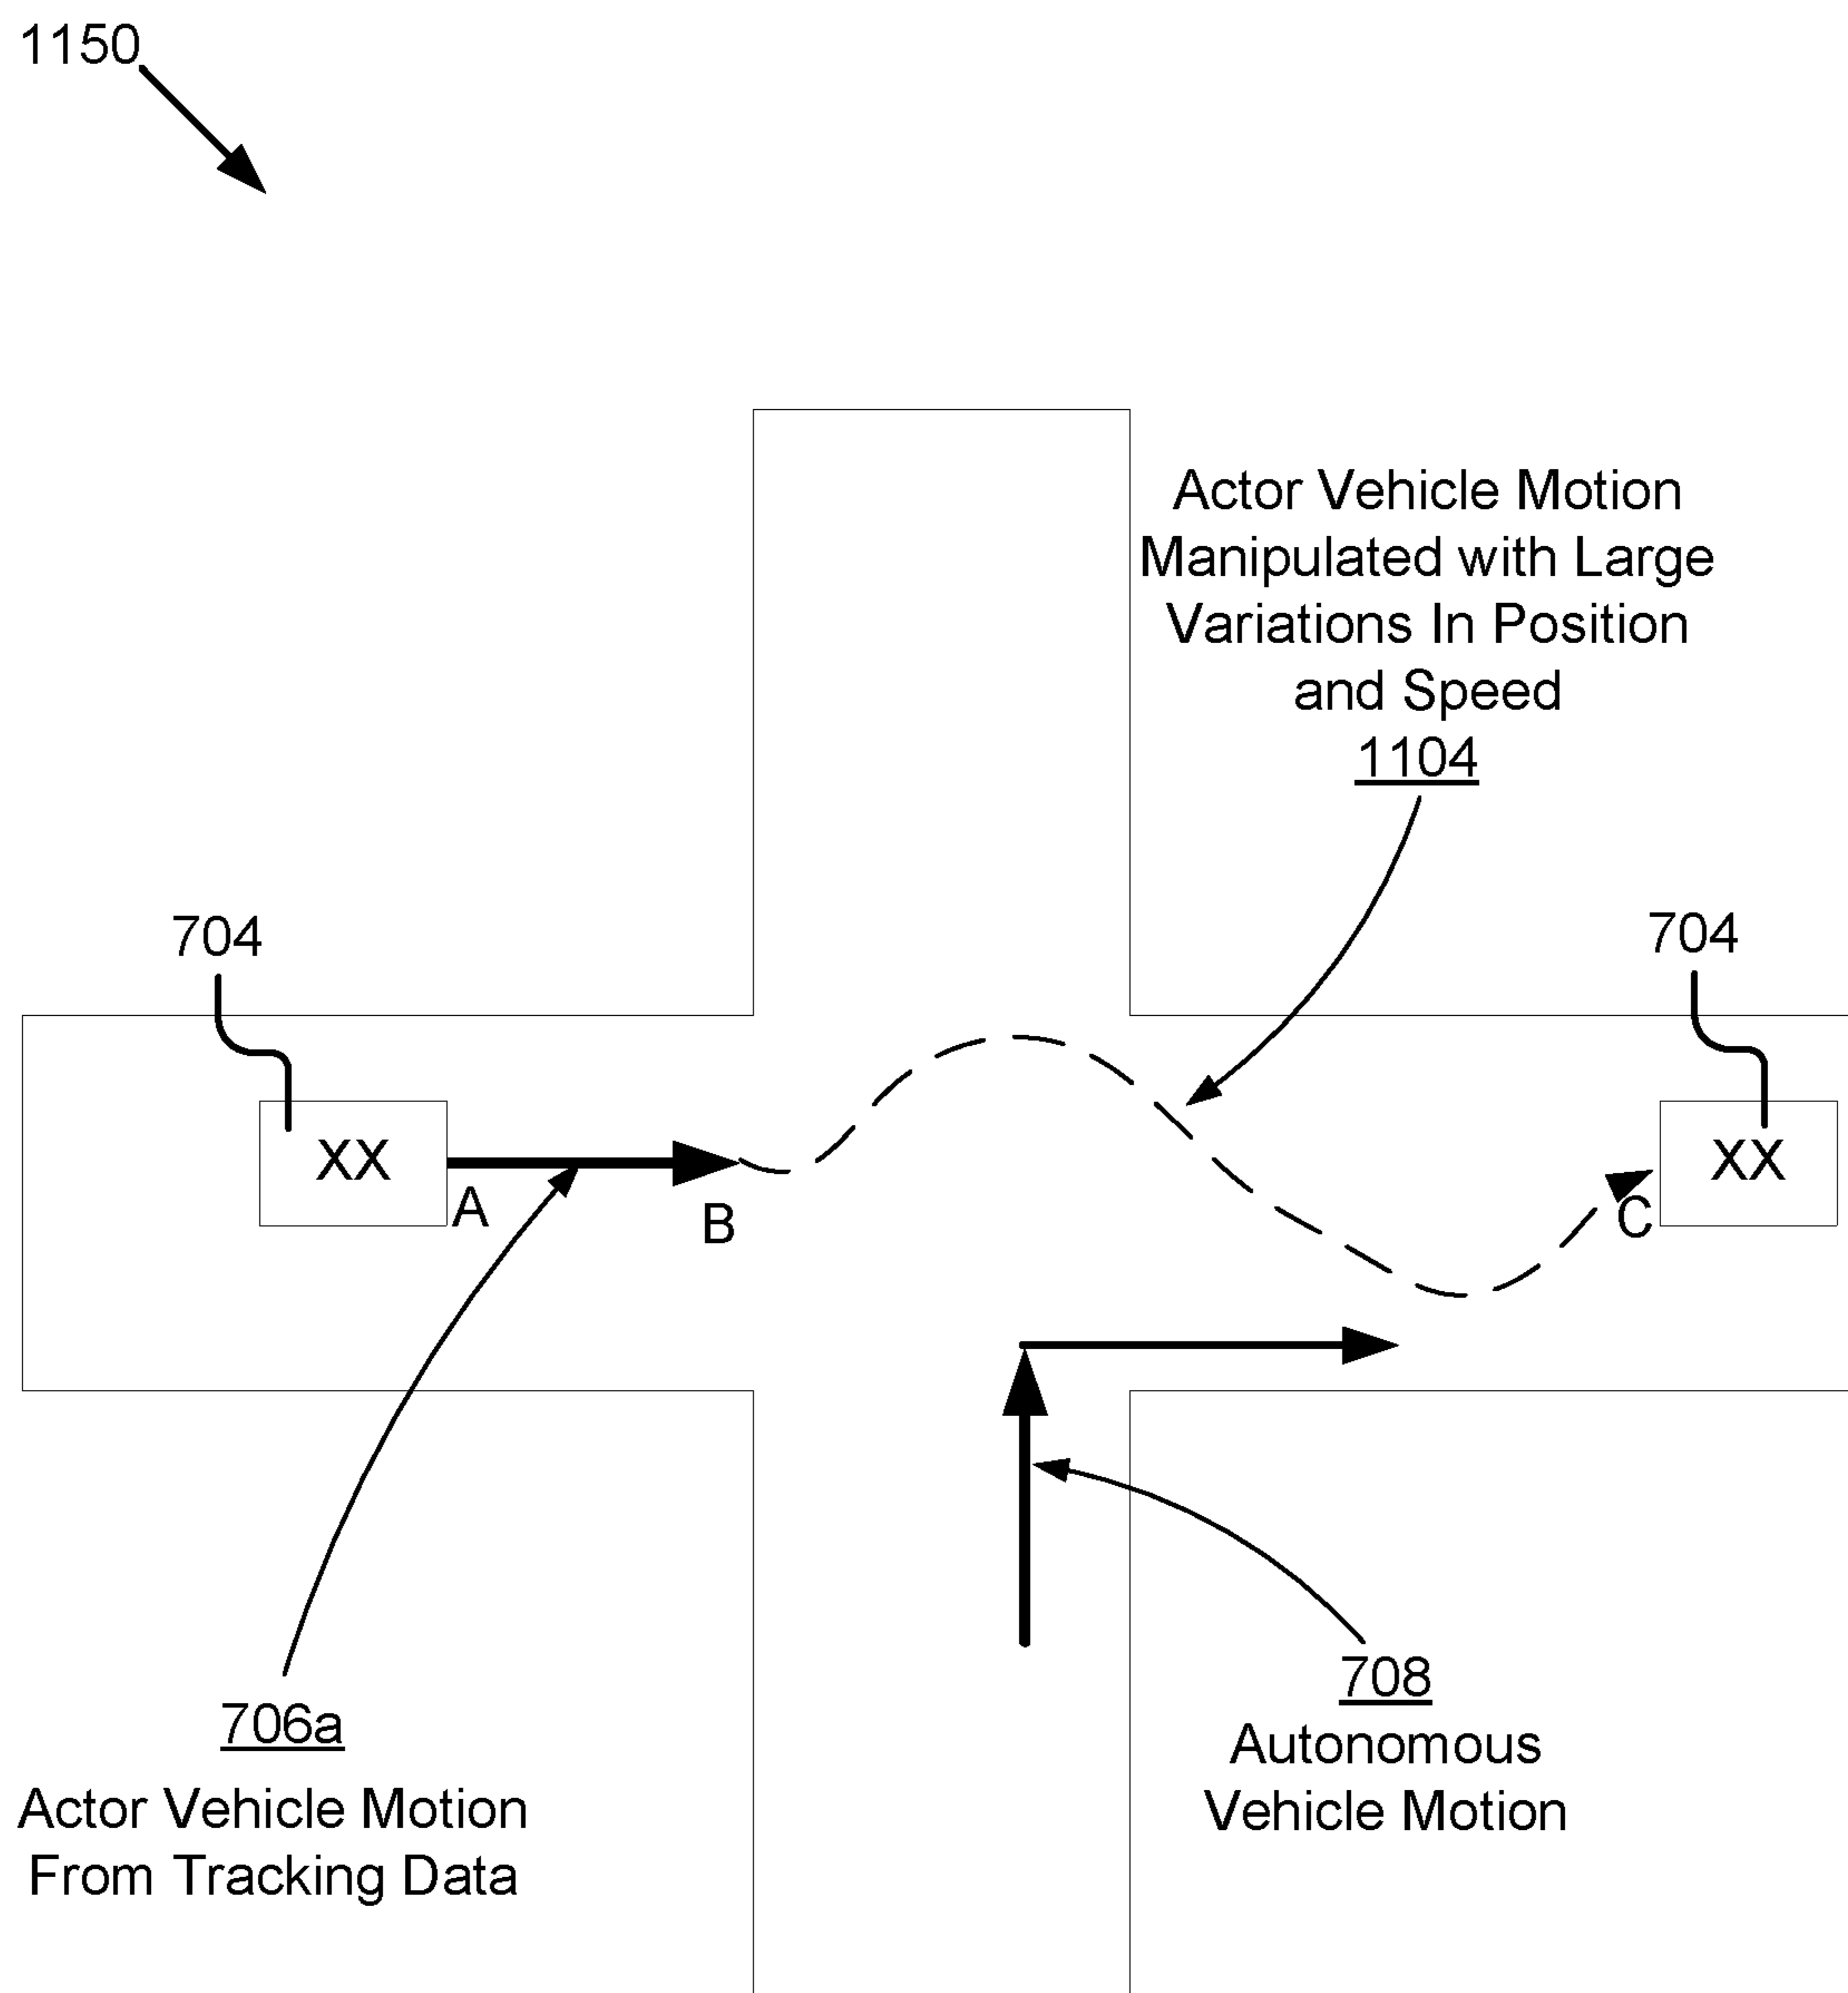 1150
Actor Vehicle Motion
Manipulated with Large
Variations In Position
and Speed
1104
704
704
XX
XX
A
B
C
708
Autonomous
Vehicle Motion
706a
Actor Vehicle Motion
From Tracking Data